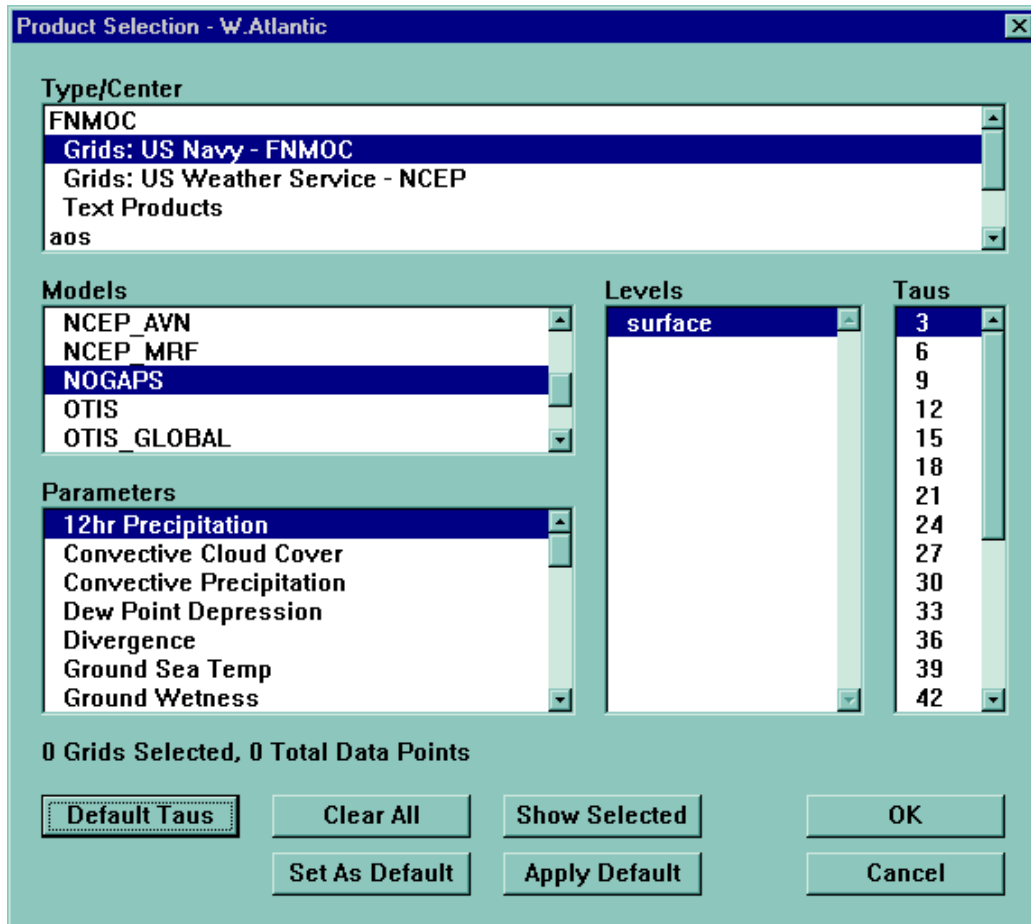 Product Selection - W.Atlantic
Type/Center
FNMOC
Grids: US Navy - FNMOC
Grids: US Weather Service - NCEP
Text Products
aos
Models
NCEP_AVN
NCEP_MRF
NOGAPS
OTIS
OTIS_GLOBAL
Levels
surface
Taus
3
6
9
12
15
18
21
24
27
30
33
36
39
42
Parameters
12hr Precipitation
Convective Cloud Cover
Convective Precipitation
Dew Point Depression
Divergence
Ground Sea Temp
Ground Wetness
0 Grids Selected, 0 Total Data Points
Default Taus
Clear All
Show Selected
OK
Set As Default
Apply Default
Cancel